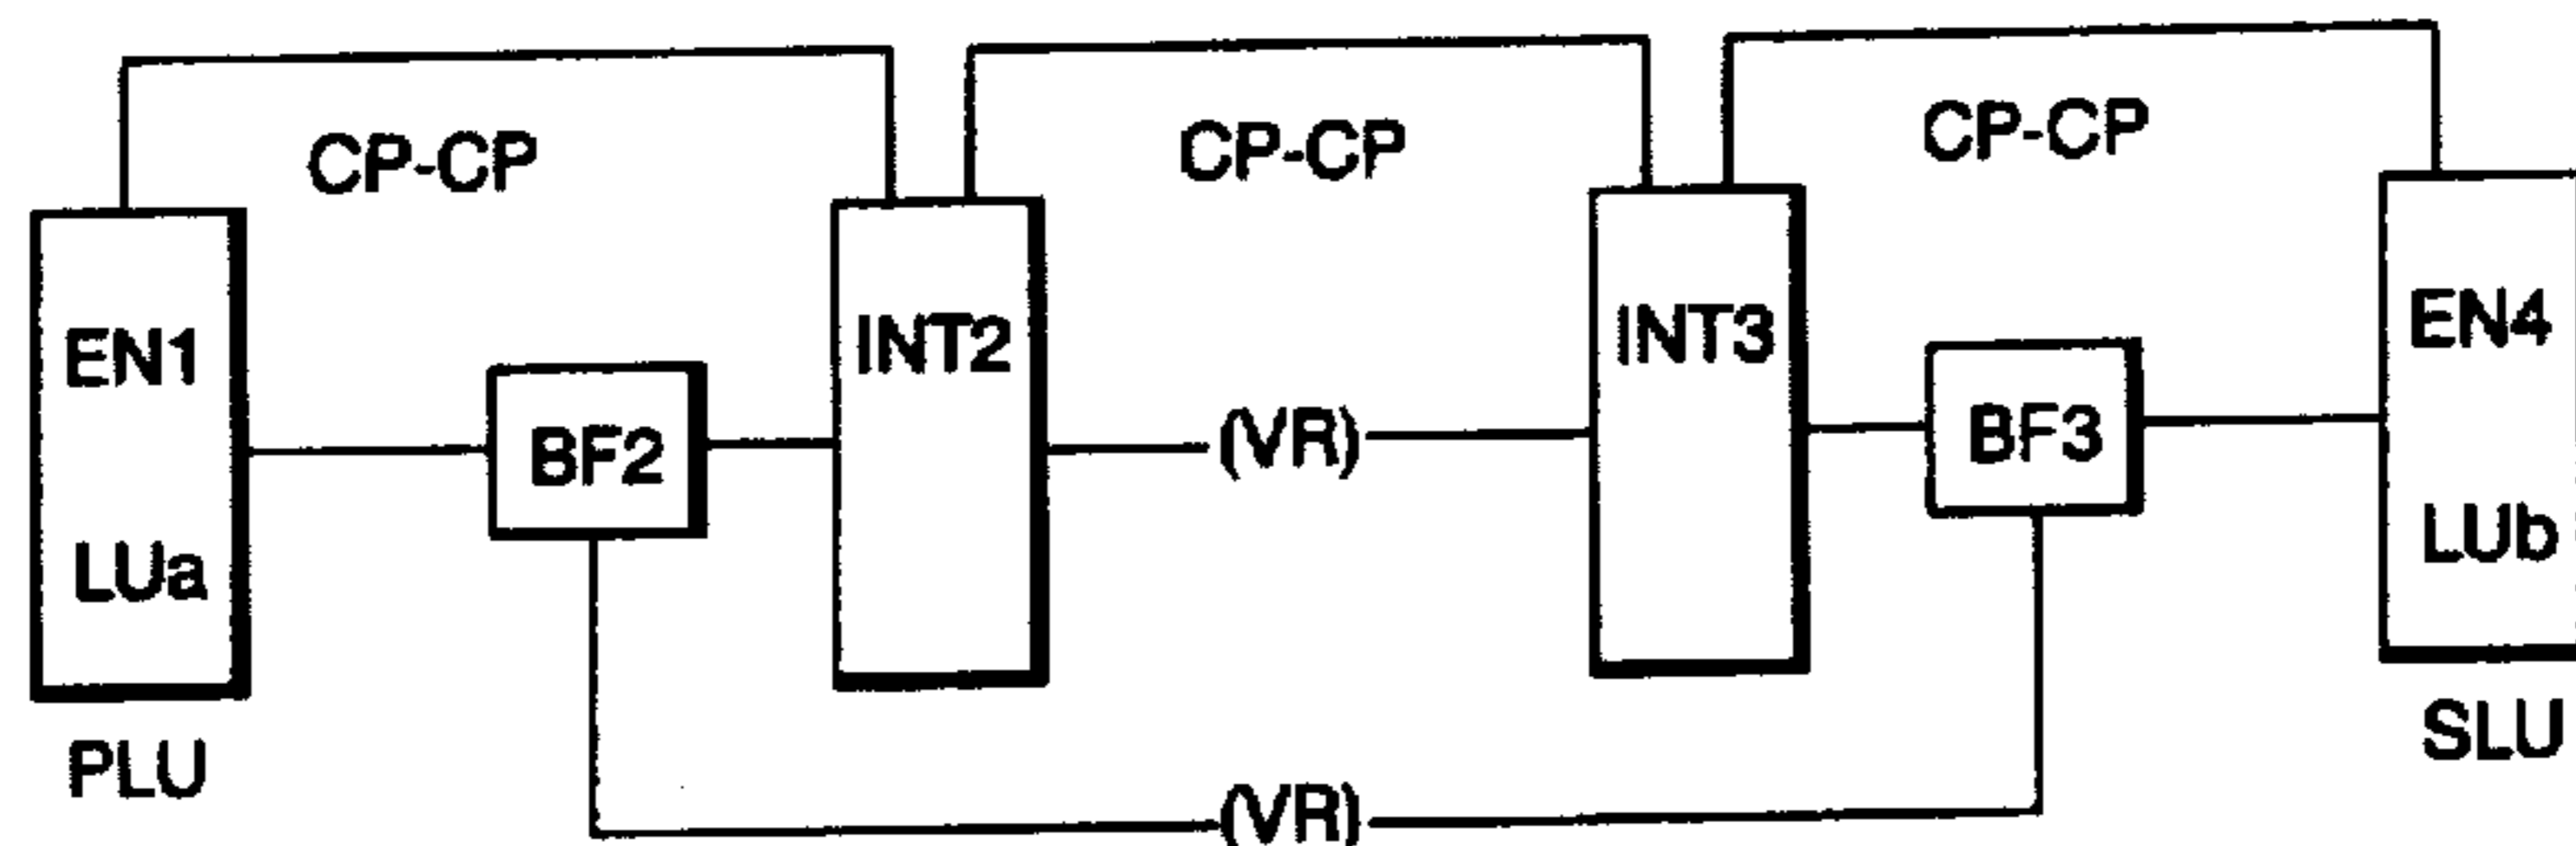 CP-CP
CP-CP
CP-CP
EN1
LUa
BF2
INT2
(VR)
INT3
BF3
EN4
LUb
PLU
SLU
(VR)